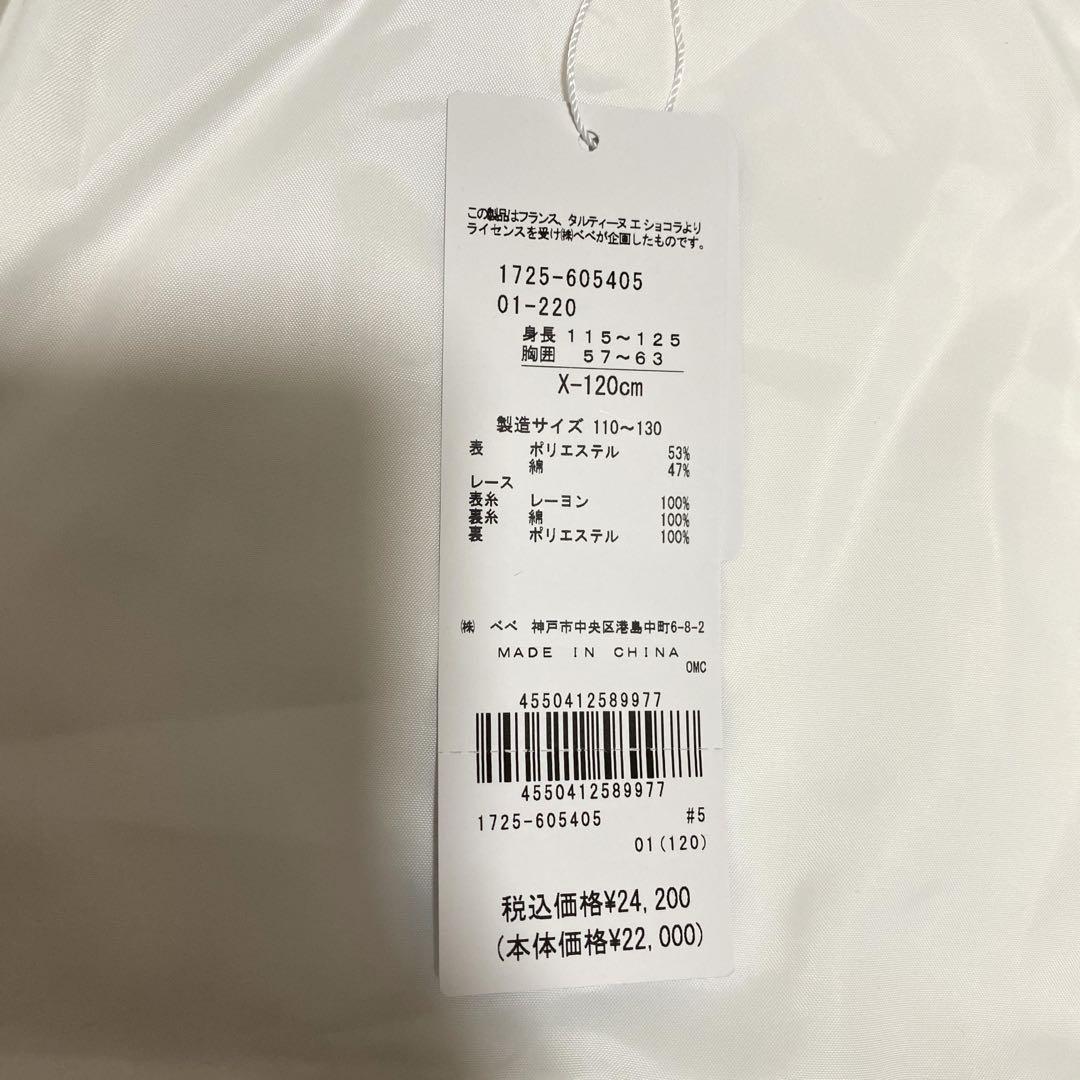 この製品はフランス、タルティーヌ エ ショコラより
ライセンスを受け㈱べべが企画したものです。
1725-605405
01-220
身長 115～125
胸囲 57～63
X-120cm
製造サイズ 110～130
表 ポリエステル 53%
綿 47%
レース
表糸 レーヨン 100%
裏糸 綿 100%
裏 ポリエステル 100%
㈱ べべ 神戸市中央区港島中町6-8-2
MADE IN CHINA
OMC
4550412589977
4550412589977
1725-605405 #5
01(120)
税込価格¥24,200
(本体価格¥22,000)